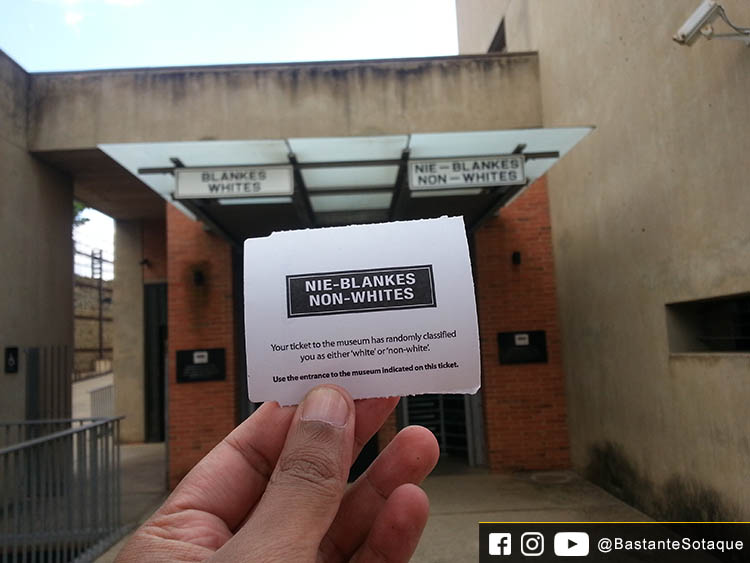 BLANKES
WHITES
NIE-BLANKES
NON-WHITES
NIE-BLANKES
NON-WHITES
Your ticket to the museum has randomly classified
you as either 'white' or 'non-white'.
Use the entrance to the museum indicated on this ticket.
@BastanteSotaque